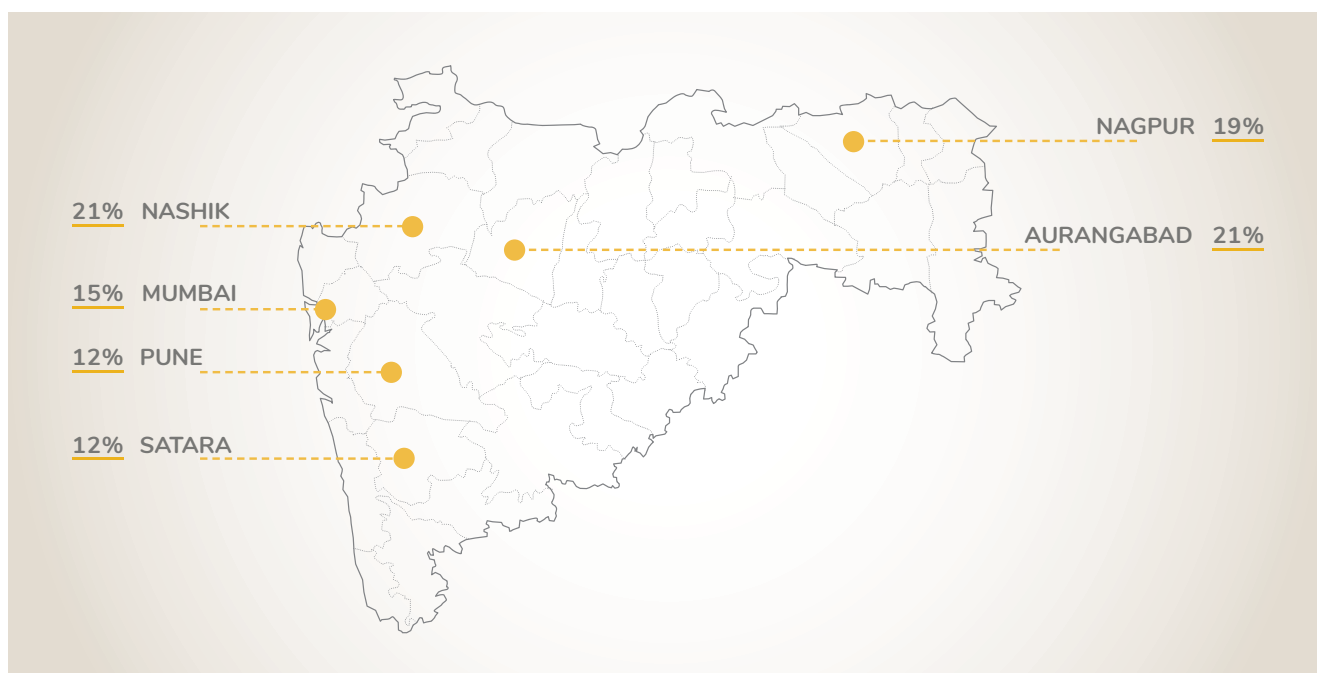 NAGPUR 19%
21% NASHIK
AURANGABAD 21%
15% MUMBAI
12% PUNE
12% SATARA